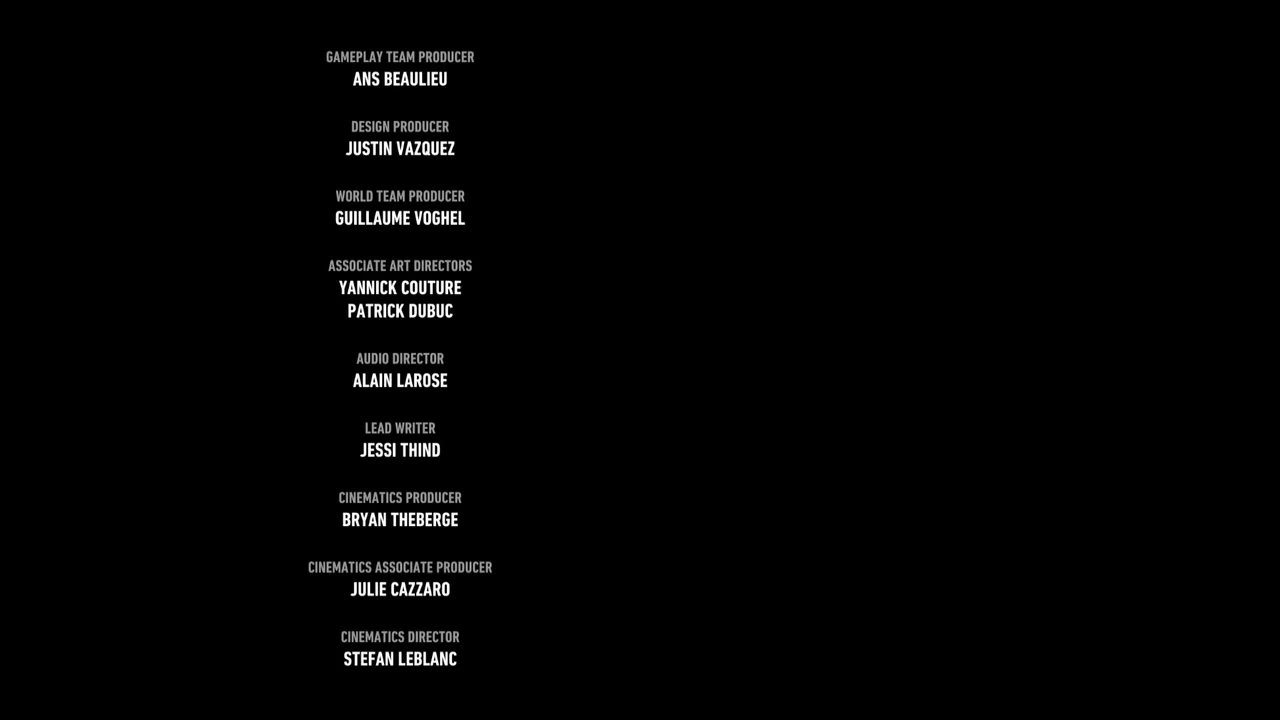 GAMEPLAY TEAM PRODUCER
ANS BEAULIEU
DESIGN PRODUCER
JUSTIN VAZQUEZ
WORLD TEAM PRODUCER
GUILLAUME VOGHEL
ASSOCIATE ART DIRECTORS
YANNICK COUTURE
PATRICK DUBUC
AUDIO DIRECTOR
ALAIN LAROSE
LEAD WRITER
JESSI THIND
CINEMATICS PRODUCER
BRYAN THEBERGE
CINEMATICS ASSOCIATE PRODUCER
JULIE CAZZARO
CINEMATICS DIRECTOR
STEFAN LEBLANC